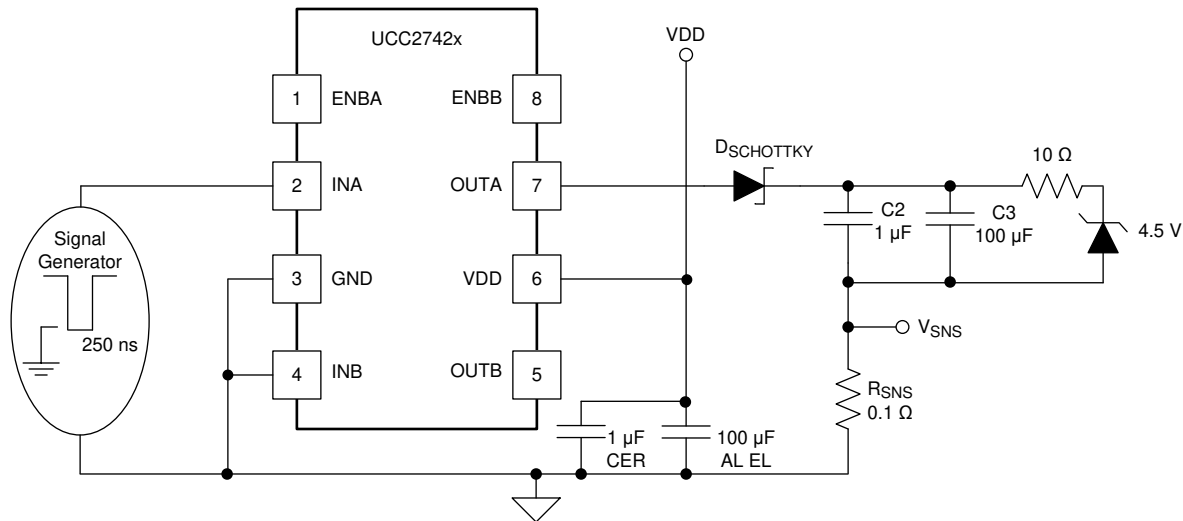 UCC2742x
VDD
1
ENBA
ENBB
8
DSCHOTTKY
10 Ω
2
INA
OUTA
7
C2
1 µF
C3
100 µF
4.5 V
Signal
Generator
3
GND
VDD
6
250 ns
VSNS
4
INB
OUTB
5
RSNS
0.1 Ω
1 µF
CER
100 µF
AL EL